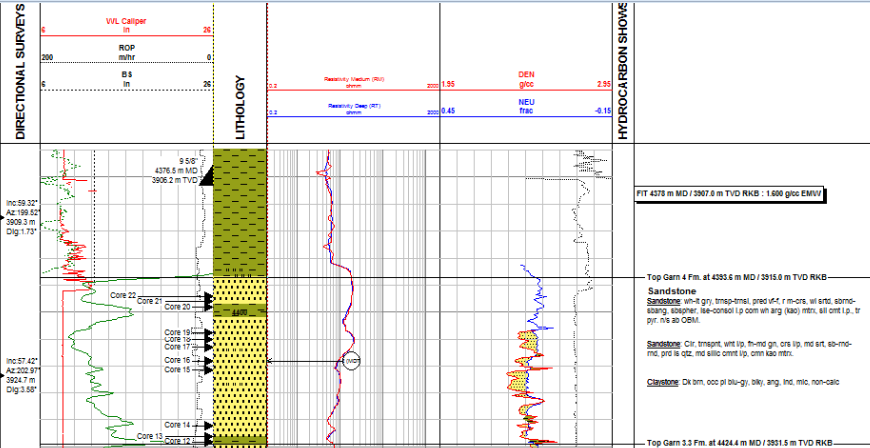 DIRECTIONAL SURVEYS
WL Caliper
6 in 26
ROP
200 m/hr 0
BS
6 in 26
LITHOLOGY
Resistivity Medium (RM)
0.2 ohmm 2000
Resistivity Deep (RT)
0.2 ohmm 2000
DEN
1.95 g/cc 2.95
NEU
0.45 frac -0.15
HYDROCARBON SHOWS
9 5/8"
4376.5 m MD
3906.2 m TVD
Inc:59.32°
Az:199.52°
3909.3 m
Dlg:1.73°
FIT 4378 m MD / 3907.0 m TVD RKB : 1.600 g/cc EMW
Top Garn 4 Fm. at 4393.6 m MD / 3915.0 m TVD RKB
Core 22
Core 21
Core 20
4400
Sandstone
Sandstone: wh-lt gry, trnsp-trnsl, pred vf-f, r m-crs, wl srtd, sbrnd-
sbang, sbspher, lse-consol i.p com wh arg (kao) mtrx, sil cmt i.p., tr
pyr. n/s ab OBM.
Core 19
Core 18
Core 17
Core 16
Core 15
Sandstone: Clr, trnspnt, wht i/p, fn-md gn, crs i/p, md srt, sb-rnd-
rnd, prd ls qtz, md silic cmnt i/p, cmn kao mtrx.
Inc:57.42°
Az:202.97°
3924.7 m
Dlg:3.58°
Claystone: Dk brn, occ pl blu-gy, blky, ang, ind, mic, non-calc
Core 14
Core 13
Core 12
Top Garn 3.3 Fm. at 4424.4 m MD / 3931.5 m TVD RKB